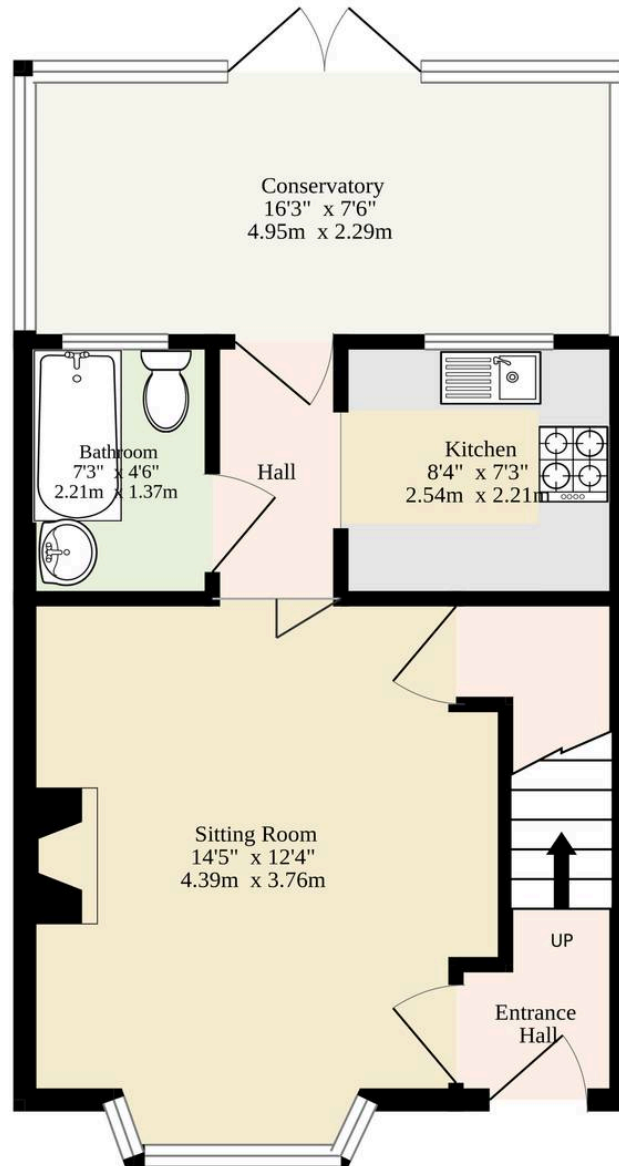 Conservatory
16'3" x 7'6"
4.95m x 2.29m
Bathroom
7'3" x 4'6"
2.21m x 1.37m
Hall
Kitchen
8'4" x 7'3"
2.54m x 2.21m
Sitting Room
14'5" x 12'4"
4.39m x 3.76m
UP
Entrance
Hall